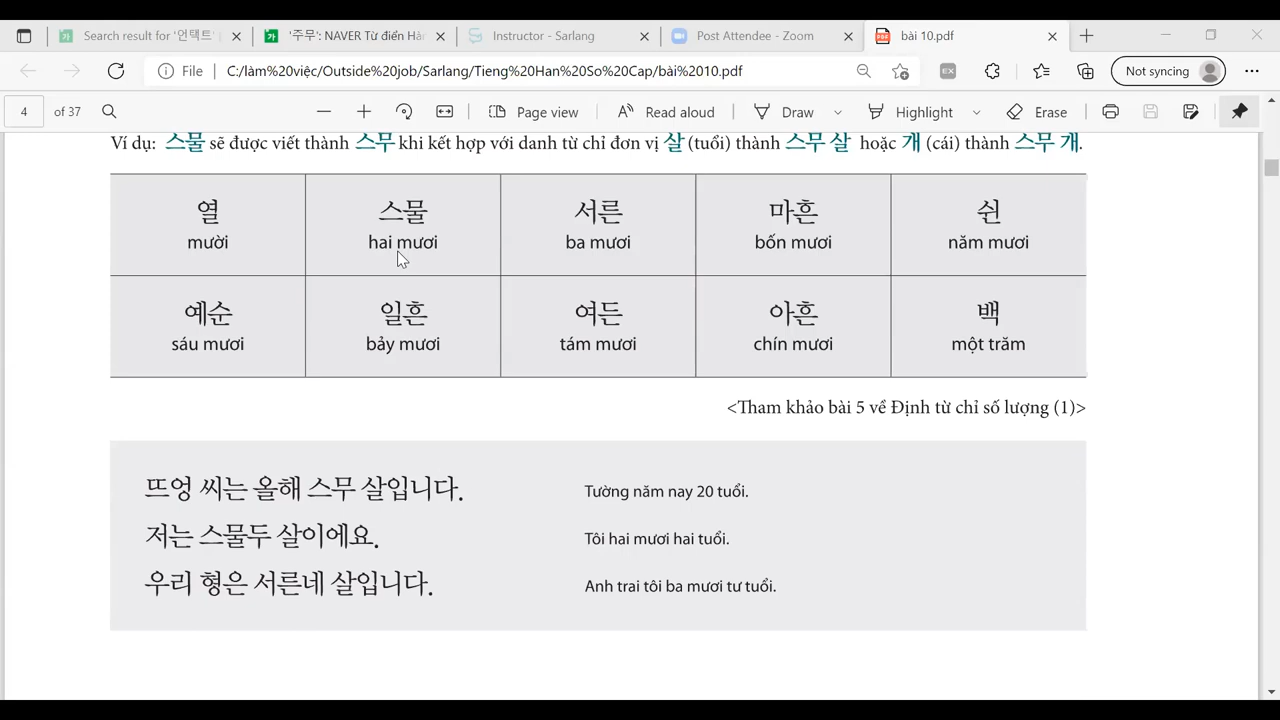 Search result for '언택트'
'주무': NAVER Từ điển Hàn
Instructor - Sarlang
Post Attendee - Zoom
bài 10.pdf
File C:/làm%20việc/Outside%20job/Sarlang/Tieng%20Han%20So%20Cap/bài%2010.pdf EX Not syncing
4 of 37 Page view Read aloud Draw Highlight Erase
Ví dụ: 스물 sẽ được viết thành 스무 khi kết hợp với danh từ chỉ đơn vị 살 (tuổi) thành 스무 살 hoặc 개 (cái) thành 스무 개.
열 스물 서른 마흔 쉰
mười hai mươi ba mươi bốn mươi năm mươi
예순 일흔 여든 아흔 백
sáu mươi bảy mươi tám mươi chín mươi một trăm
<Tham khảo bài 5 về Định từ chỉ số lượng (1)>
뜨엉 씨는 올해 스무 살입니다. Tường năm nay 20 tuổi.
저는 스물두 살이에요. Tôi hai mươi hai tuổi.
우리 형은 서른네 살입니다. Anh trai tôi ba mươi tư tuổi.